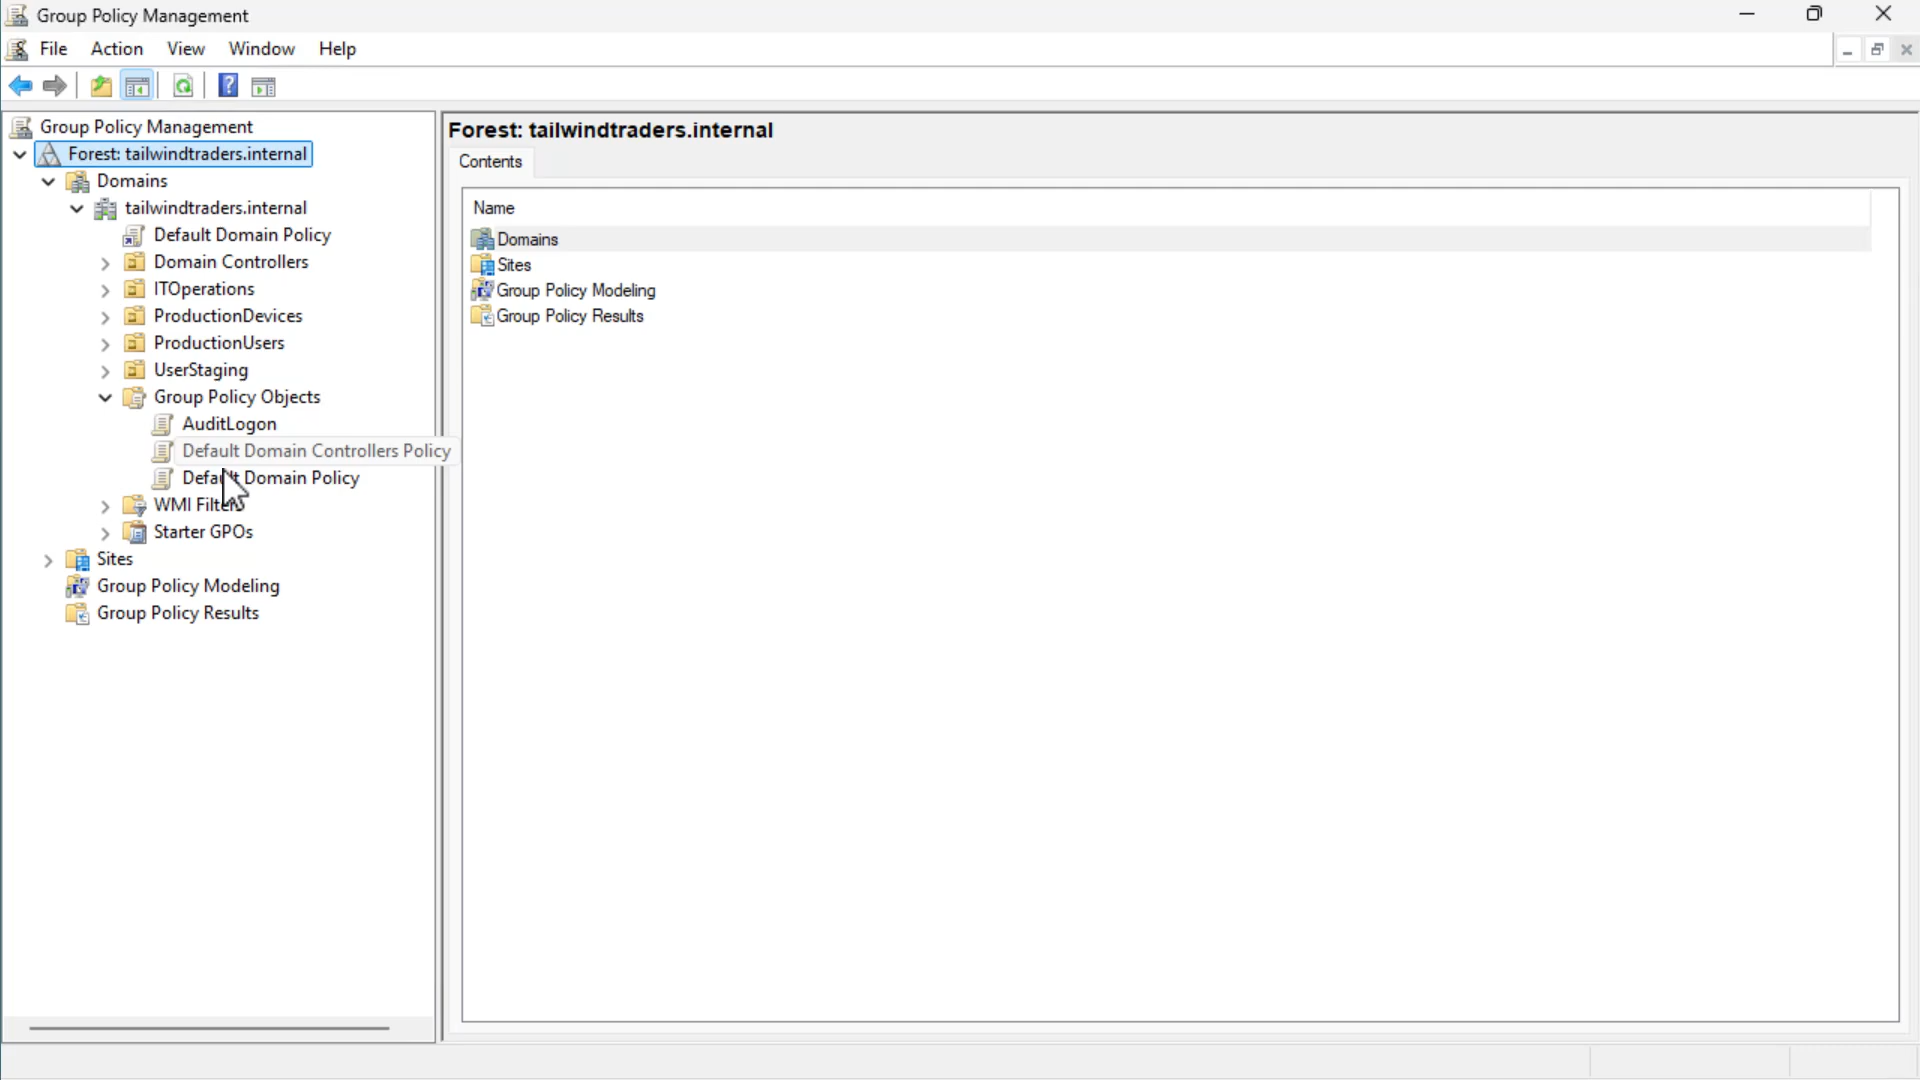 Group Policy Management
File Action View Window Help
Group Policy Management
Forest: tailwindtraders.internal
Domains
tailwindtraders.internal
Default Domain Policy
Domain Controllers
ITOperations
ProductionDevices
ProductionUsers
UserStaging
Group Policy Objects
AuditLogon
Default Domain Controllers Policy
Default Domain Policy
WMI Filters
Starter GPOs
Sites
Group Policy Modeling
Group Policy Results
Forest: tailwindtraders.internal
Contents
Name
Domains
Sites
Group Policy Modeling
Group Policy Results